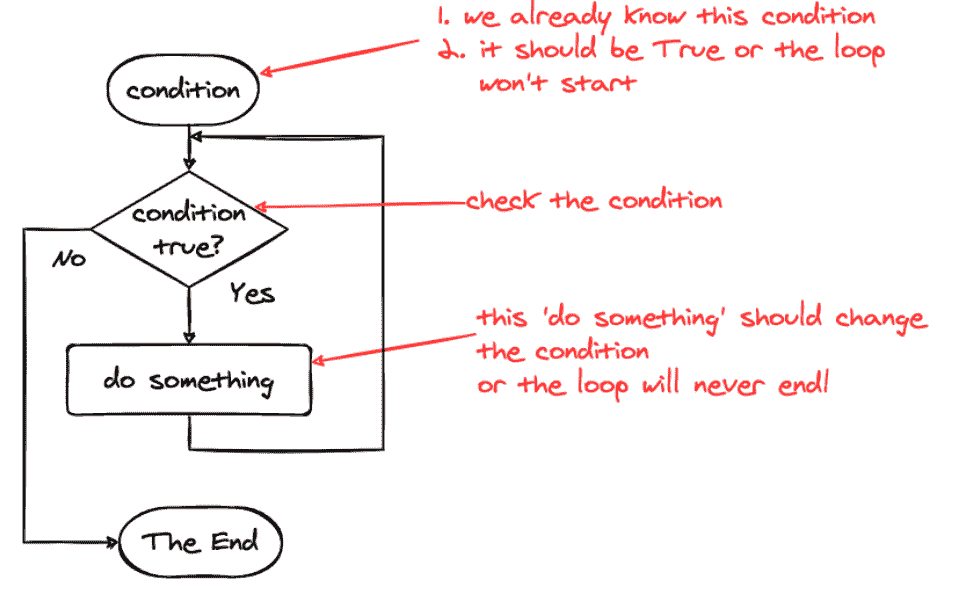 1. we already know this condition
2. it should be True or the loop
won't start
condition
check the condition
condition
true?
No
Yes
this 'do something' should change
the condition
or the loop will never end!
do something
The End